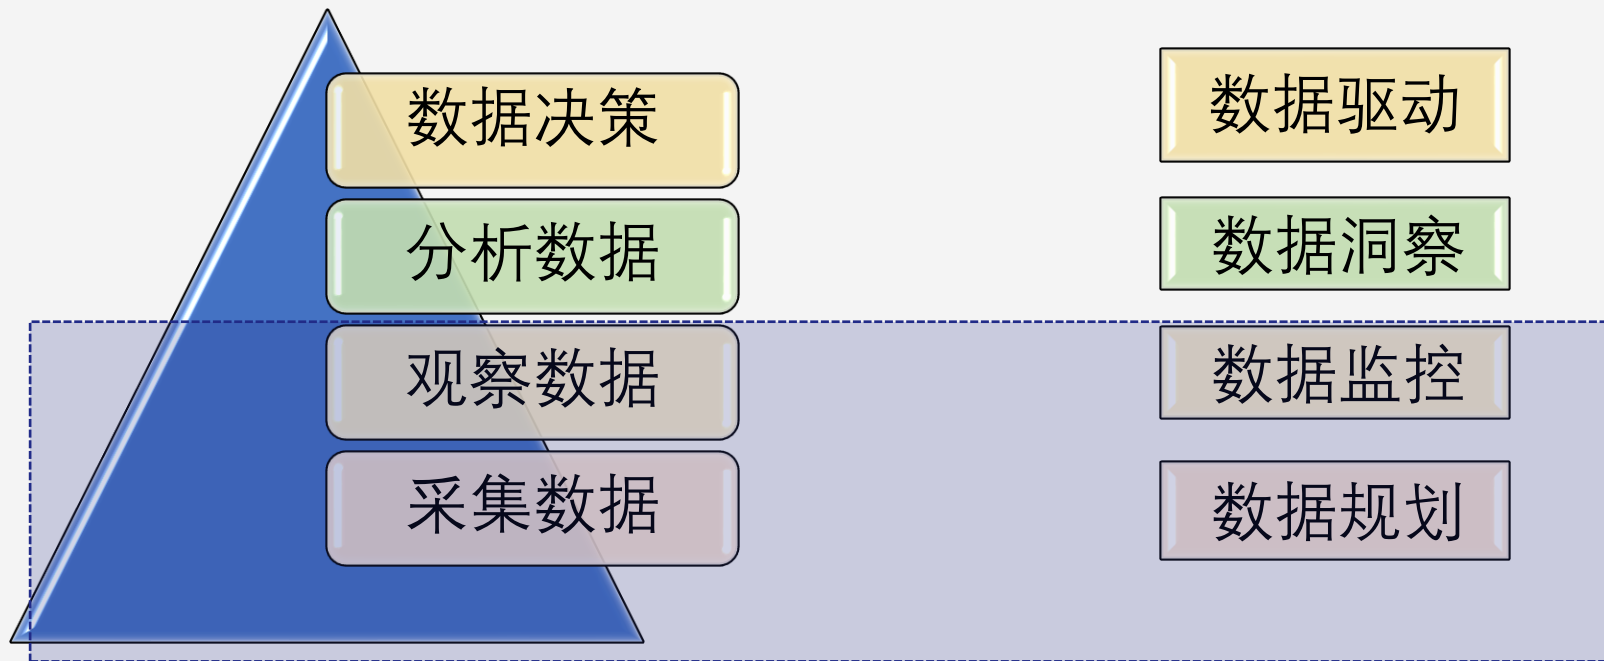 数据决策
数据驱动
分析数据
数据洞察
观察数据
数据监控
采集数据
数据规划